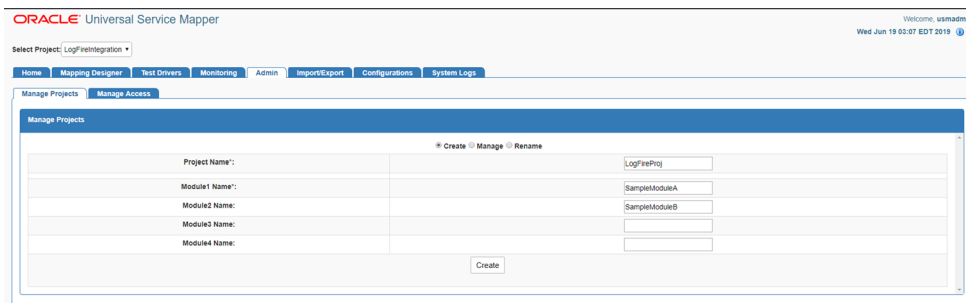 ORACLE Universal Service Mapper
Welcome, usmadm
Wed Jun 19 03:07 EDT 2019
Select Project: LogFireIntegration
Home Mapping Designer Test Drivers Monitoring Admin Import/Export Configurations System Logs
Manage Projects Manage Access
Manage Projects
Create Manage Rename
Project Name*: LogFireProj
Module1 Name*: SampleModuleA
Module2 Name: SampleModuleB
Module3 Name:
Module4 Name:
Create